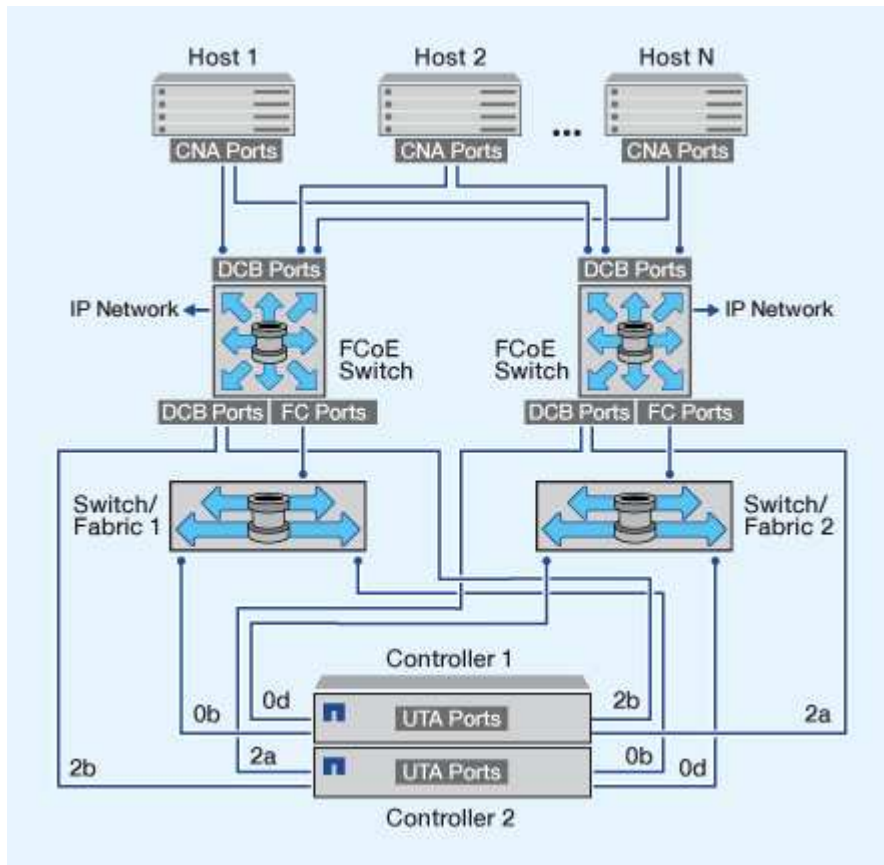 Host 1
Host 2
Host N
CNA Ports
CNA Ports
...
CNA Ports
DCB Ports
DCB Ports
IP Network
FCoE
Switch
FCoE
Switch
IP Network
DCB Ports
FC Ports
DCB Ports
FC Ports
Switch/
Fabric 1
Switch/
Fabric 2
Controller 1
0b
0d
UTA Ports
2b
2a
2b
2a
UTA Ports
0b
0d
Controller 2